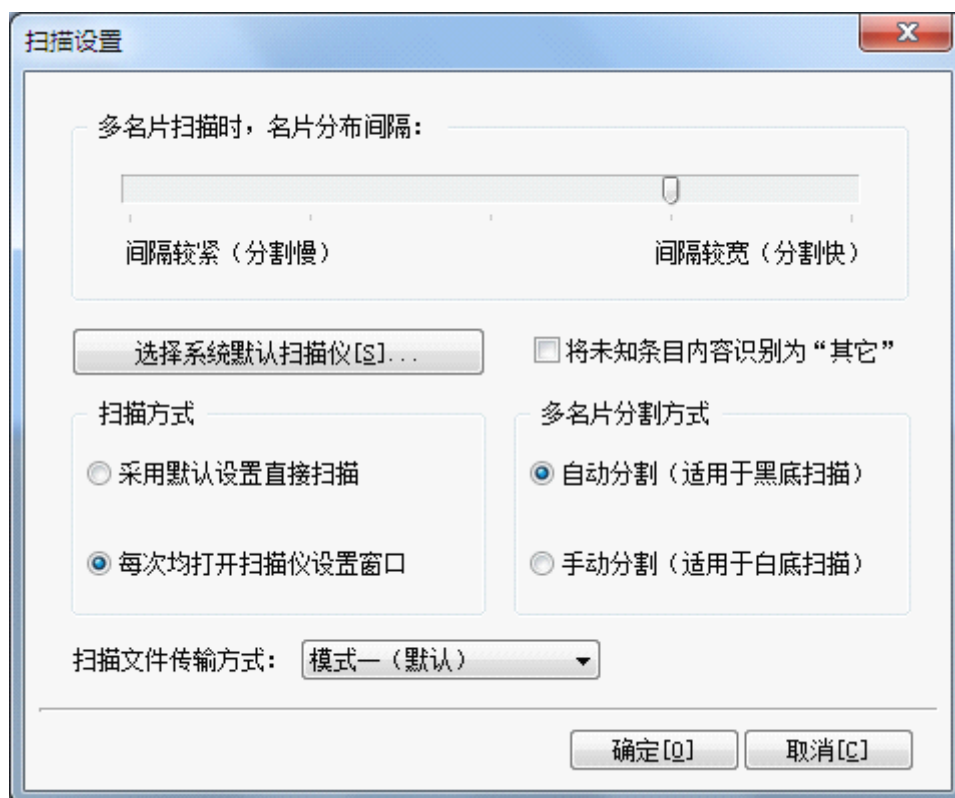 扫描设置
多名片扫描时，名片分布间隔：
间隔较紧（分割慢） 间隔较宽（分割快）
选择系统默认扫描仪[S]... 将未知条目内容识别为“其它”
扫描方式 多名片分割方式
采用默认设置直接扫描 自动分割（适用于黑底扫描）
每次均打开扫描仪设置窗口 手动分割（适用于白底扫描）
扫描文件传输方式： 模式一（默认）
确定[O] 取消[C]